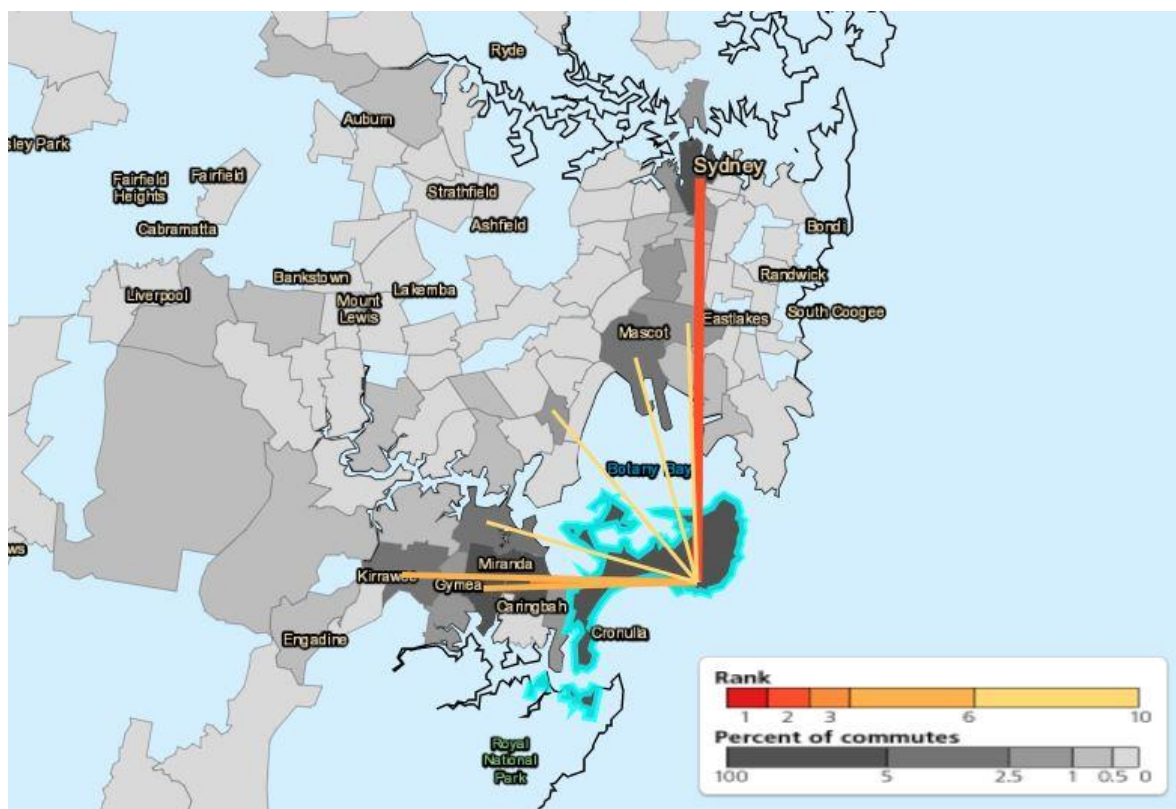 Ryde
Auburn
sley Park
Fairfield
Heights
Fairfield
Sydney
Strathfield
Cabramatta
Ashfield
Bondi
Bankstown
Randwick
Liverpool
Mount
Lewis
Lakemba
South Coogee
Mascot
Eastlakes
Botany Bay
ws
Kirrawee
Miranda
Gymea
Caringbah
Engadine
Cronulla
Royal
National
Park
Rank
1 2 3 6 10
Percent of commutes
100 5 2.5 1 0.5 0